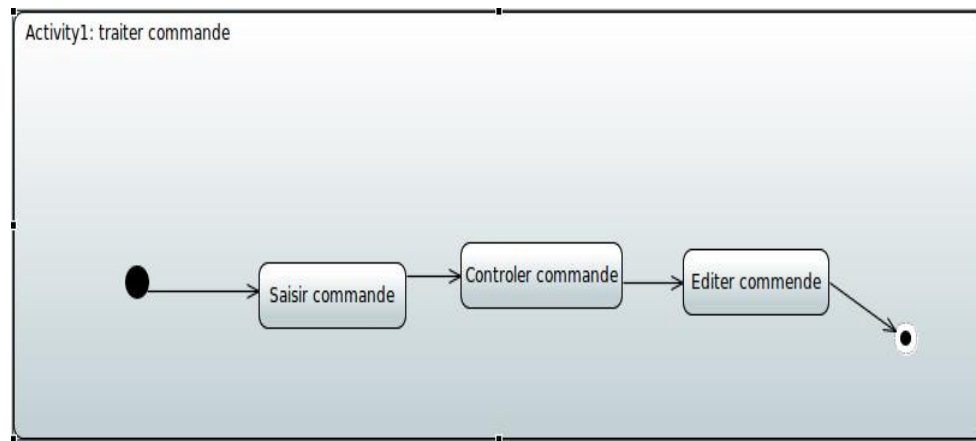 Activity1: traiter commande
Saisir commande
Controler commande
Editer commende